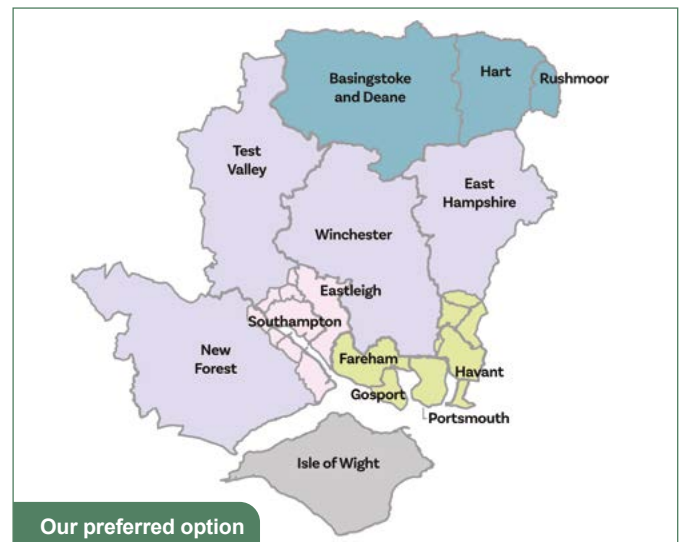 Basingstoke
and Deane
Hart
Rushmoor
Test
Valley
East
Hampshire
Winchester
Eastleigh
Southampton
New
Forest
Fareham
Havant
Gosport
Portsmouth
Isle of Wight
Our preferred option